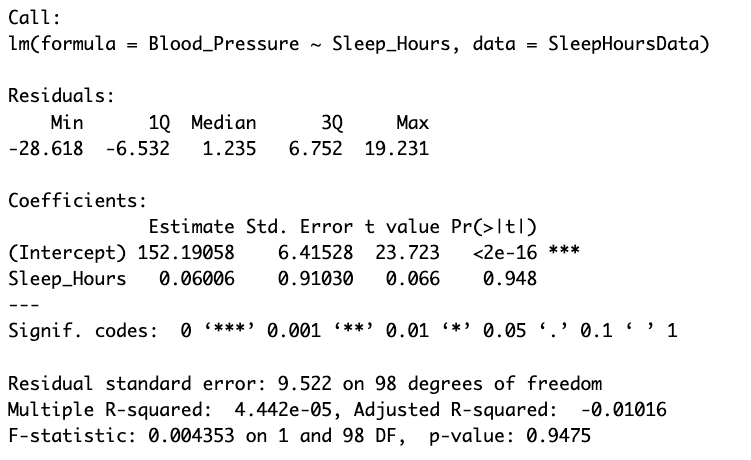 Call:
lm(formula = Blood_Pressure ~ Sleep_Hours, data = SleepHoursData)

Residuals:
    Min      1Q  Median      3Q     Max
-28.618  -6.532   1.235   6.752  19.231

Coefficients:
            Estimate Std. Error t value Pr(>|t|)
(Intercept) 152.19058    6.41528  23.723   <2e-16 ***
Sleep_Hours   0.06006    0.91030   0.066    0.948
---
Signif. codes:  0 ‘***’ 0.001 ‘**’ 0.01 ‘*’ 0.05 ‘.’ 0.1 ‘ ’ 1

Residual standard error: 9.522 on 98 degrees of freedom
Multiple R-squared:  4.442e-05, Adjusted R-squared:  -0.01016
F-statistic: 0.004353 on 1 and 98 DF,  p-value: 0.9475